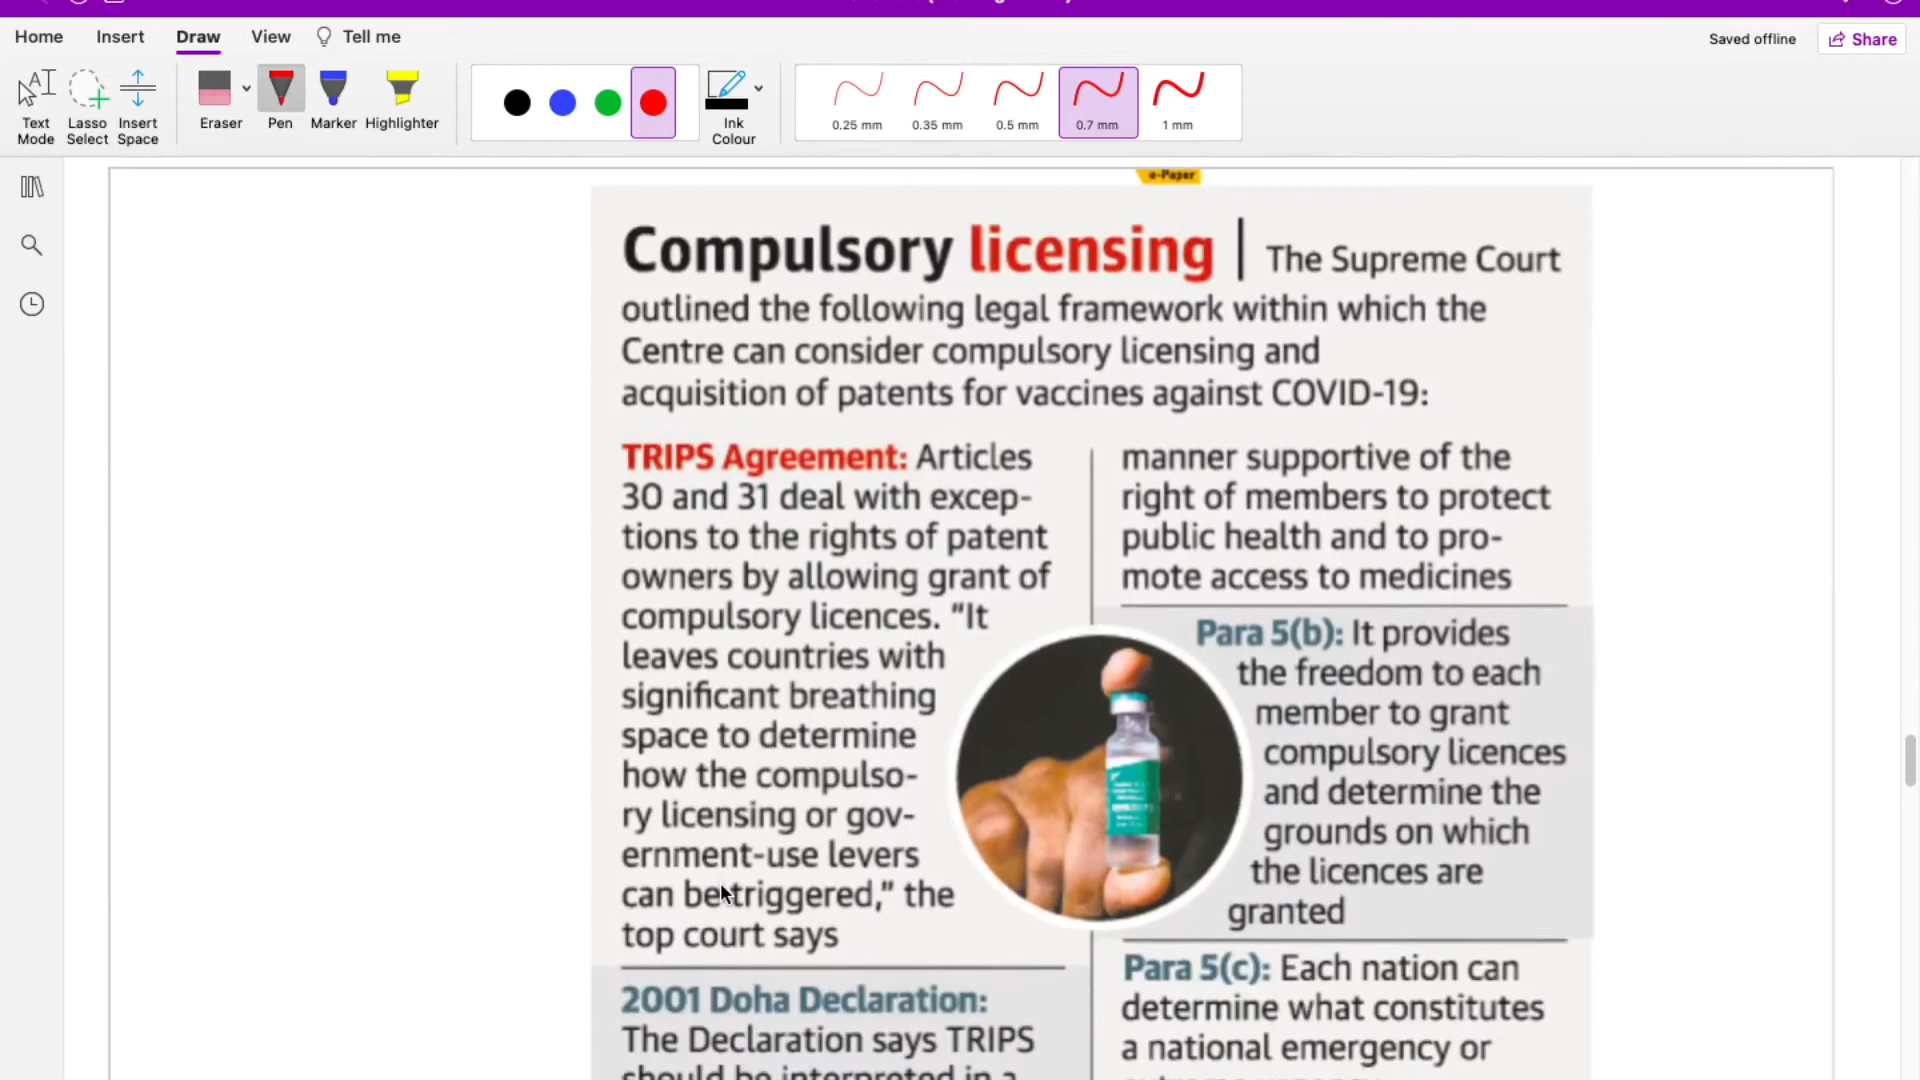 Home Insert Draw View Tell me
Saved offline Share
Text Mode
Lasso Select
Insert Space
Eraser
Pen
Marker
Highlighter
Ink Colour
0.25 mm
0.35 mm
0.5 mm
0.7 mm
1 mm
e-Paper
Compulsory licensing | The Supreme Court
outlined the following legal framework within which the
Centre can consider compulsory licensing and
acquisition of patents for vaccines against COVID-19:
TRIPS Agreement: Articles
30 and 31 deal with excep-
tions to the rights of patent
owners by allowing grant of
compulsory licences. "It
leaves countries with
significant breathing
space to determine
how the compulso-
ry licensing or gov-
ernment-use levers
can be triggered," the
top court says
2001 Doha Declaration:
The Declaration says TRIPS
should be interpreted in a
manner supportive of the
right of members to protect
public health and to pro-
mote access to medicines
Para 5(b): It provides
the freedom to each
member to grant
compulsory licences
and determine the
grounds on which
the licences are
granted
Para 5(c): Each nation can
determine what constitutes
a national emergency or